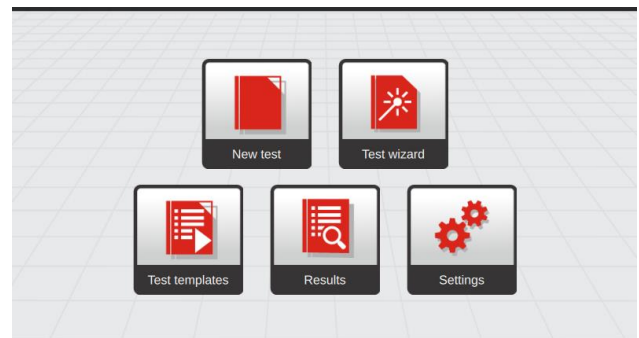 New test
Test wizard
Test templates
Results
Settings